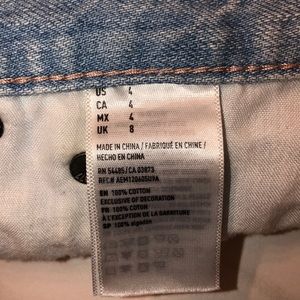 US 4
CA 4
MX 4
UK 8
MADE IN CHINA / FABRIQUÉ EN CHINE /
HECHO EN CHINA
RN 54485 / CA 03873
EN 100% COTTON
EXCLUSIVE OF DECORATION
FR 100% COTON
À L'EXCEPTION DE LA GARNITURE
SP 100% algodón